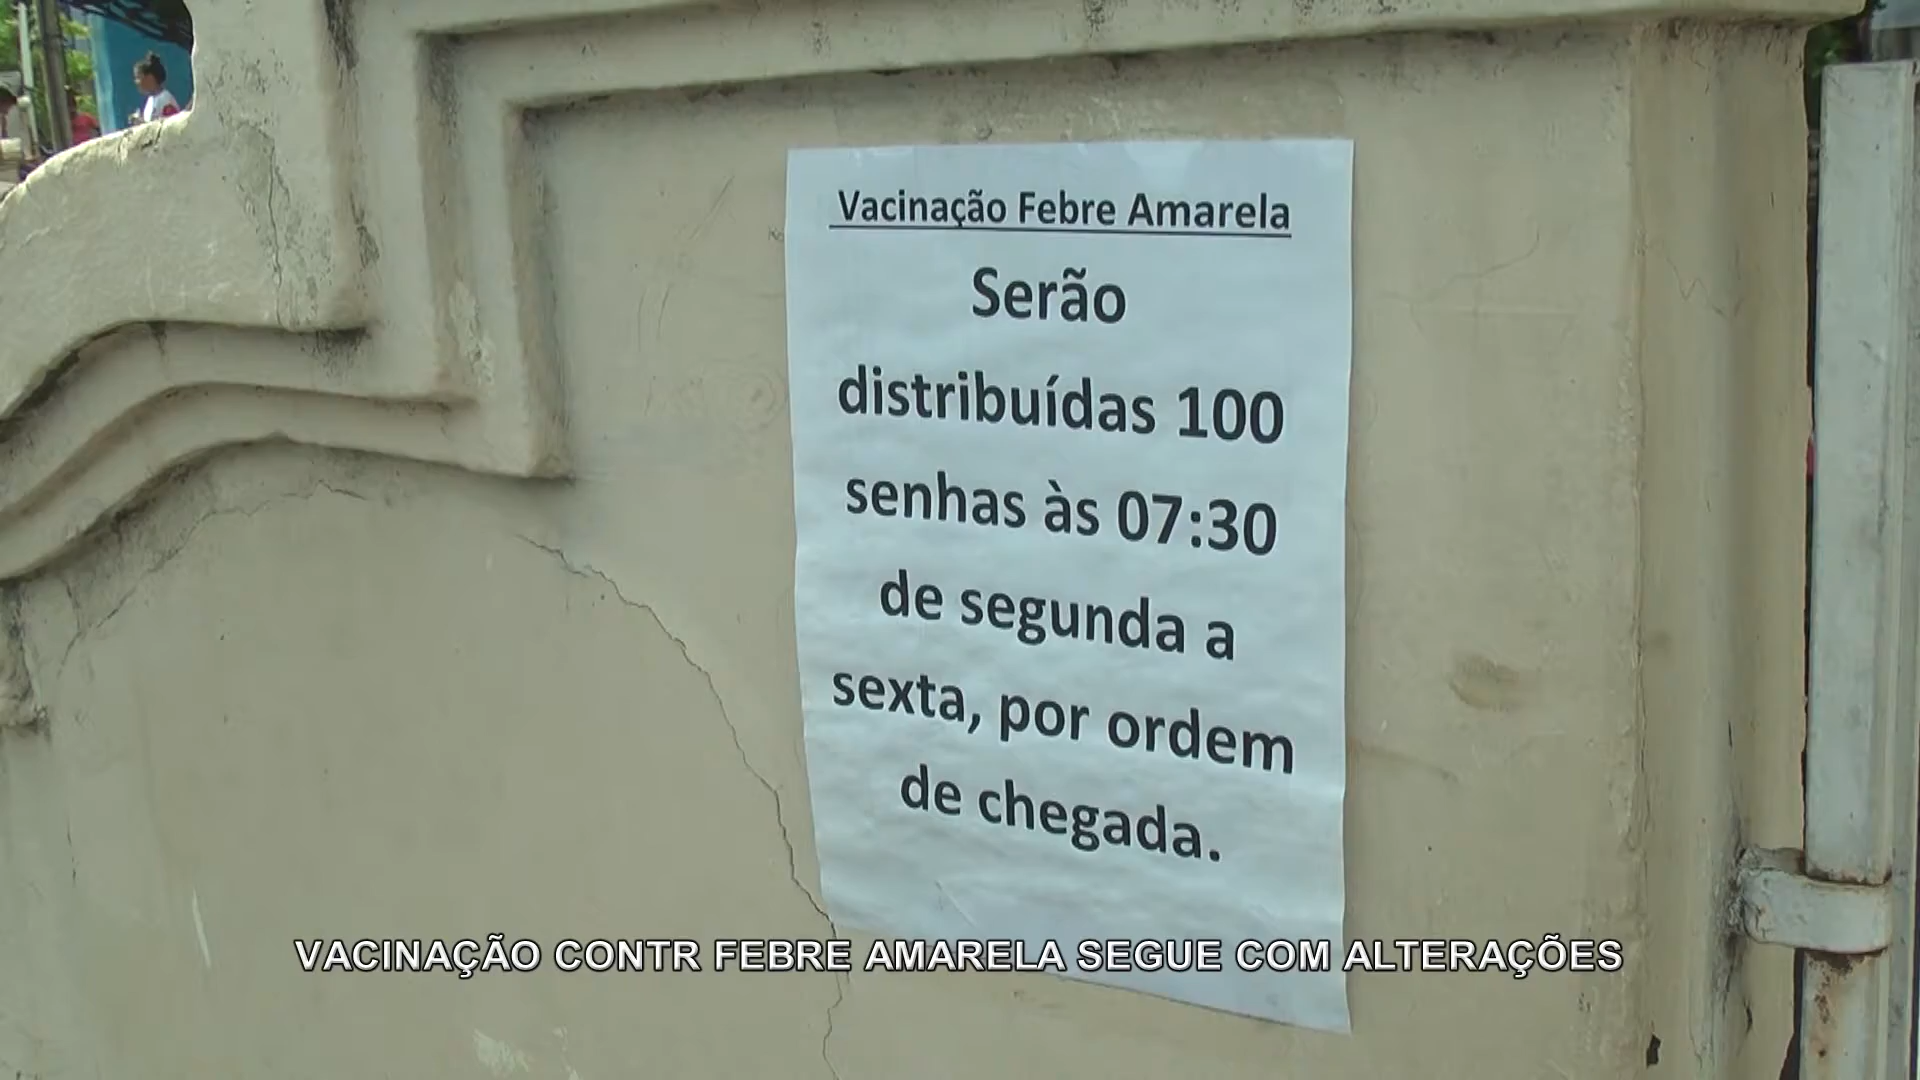 Vacinação Febre Amarela
Serão
distribuídas 100
senhas às 07:30
de segunda a
sexta, por ordem
de chegada.
VACINAÇÃO CONTR FEBRE AMARELA SEGUE COM ALTERAÇÕES